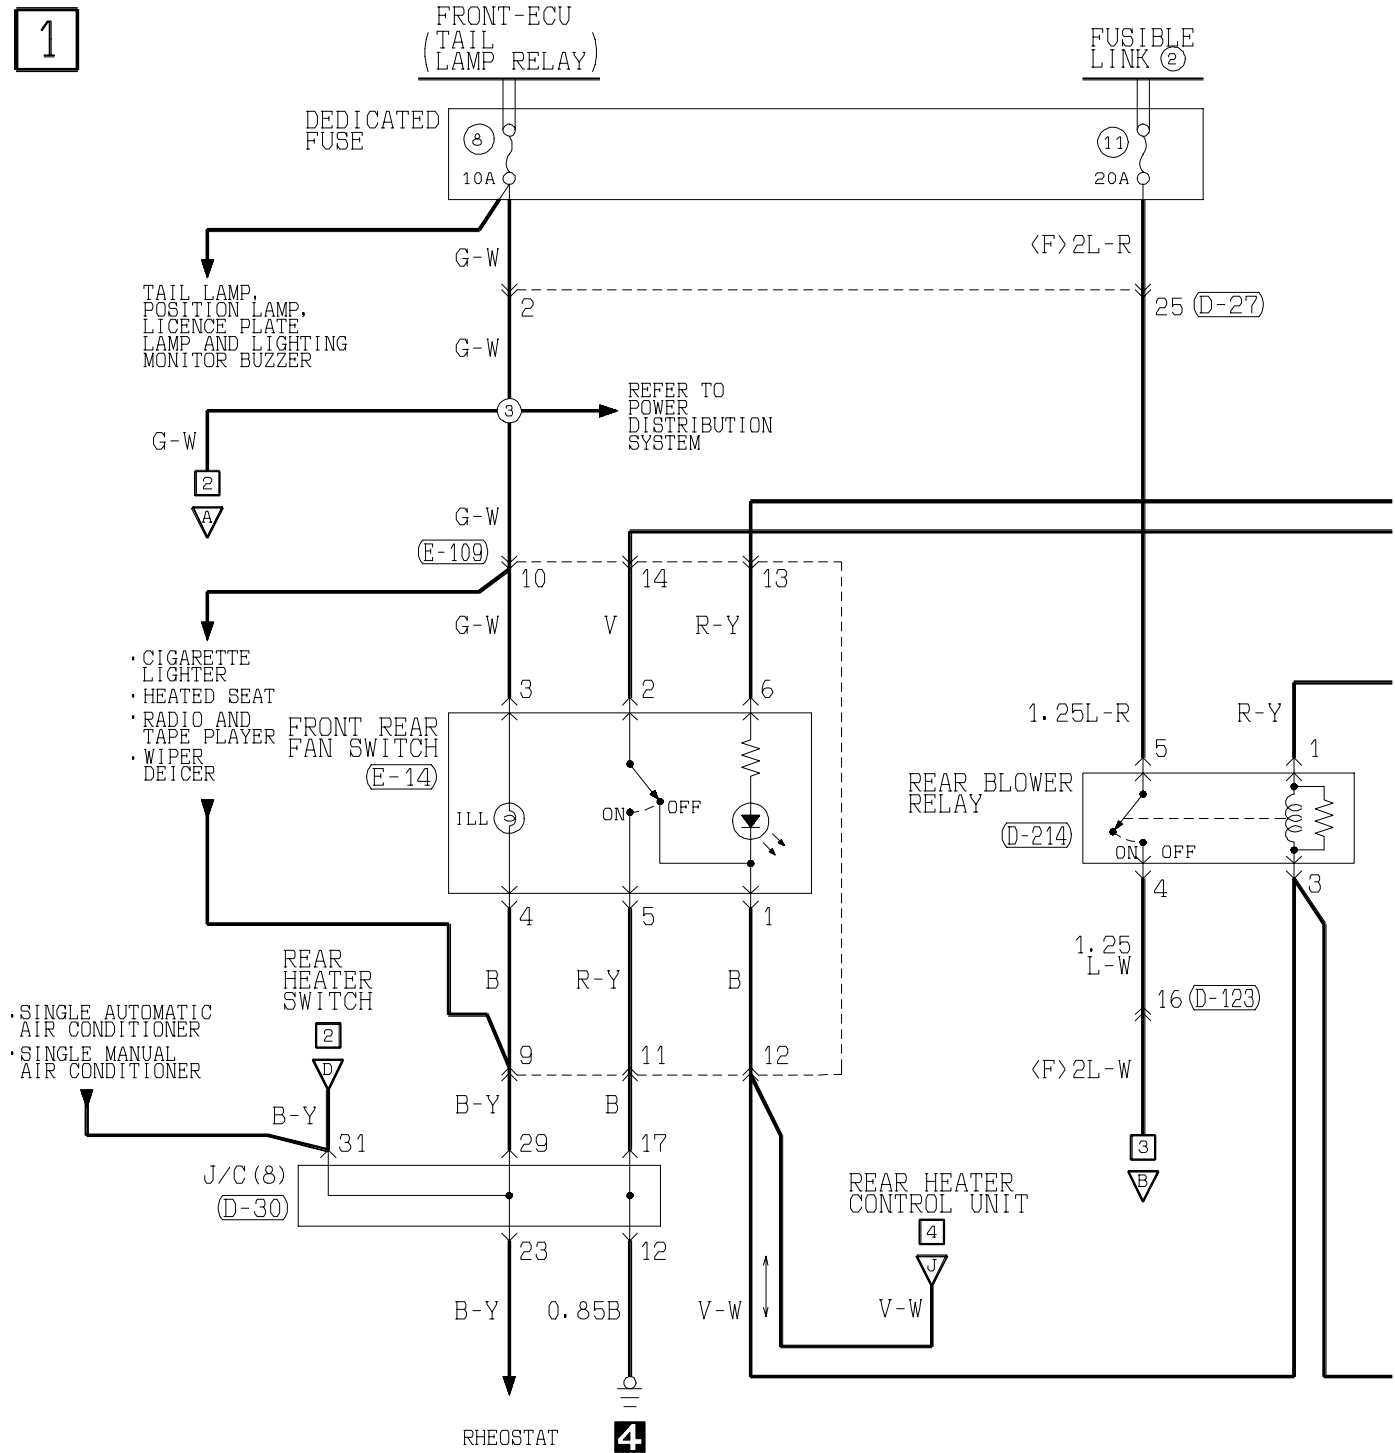 1
FRONT-ECU
(TAIL
LAMP RELAY)
FUSIBLE
LINK ②
DEDICATED
FUSE
8
10A
11
20A
G-W
<F>2L-R
2
25 (D-27)
TAIL LAMP,
POSITION LAMP,
LICENCE PLATE
LAMP AND LIGHTING
MONITOR BUZZER
G-W
3
REFER TO
POWER
DISTRIBUTION
SYSTEM
G-W
2
A
G-W
(E-109)
10
14
13
G-W
V
R-Y
· CIGARETTE
LIGHTER
· HEATED SEAT
· RADIO AND
TAPE PLAYER
· WIPER
DEICER
3
2
6
FRONT REAR
FAN SWITCH
(E-14)
ILL
ON
OFF
1.25L-R
R-Y
5
1
REAR BLOWER
RELAY
(D-214)
ON
OFF
4
5
1
4
3
B
R-Y
B
1.25
L-W
16 (D-123)
REAR
HEATER
SWITCH
2
D
· SINGLE AUTOMATIC
AIR CONDITIONER
· SINGLE MANUAL
AIR CONDITIONER
9
11
12
<F>2L-W
B-Y
B-Y
B
31
29
17
3
B
J/C(8)
(D-30)
REAR HEATER
CONTROL UNIT
4
J
23
12
B-Y
0.85B
V-W
V-W
RHEOSTAT
4